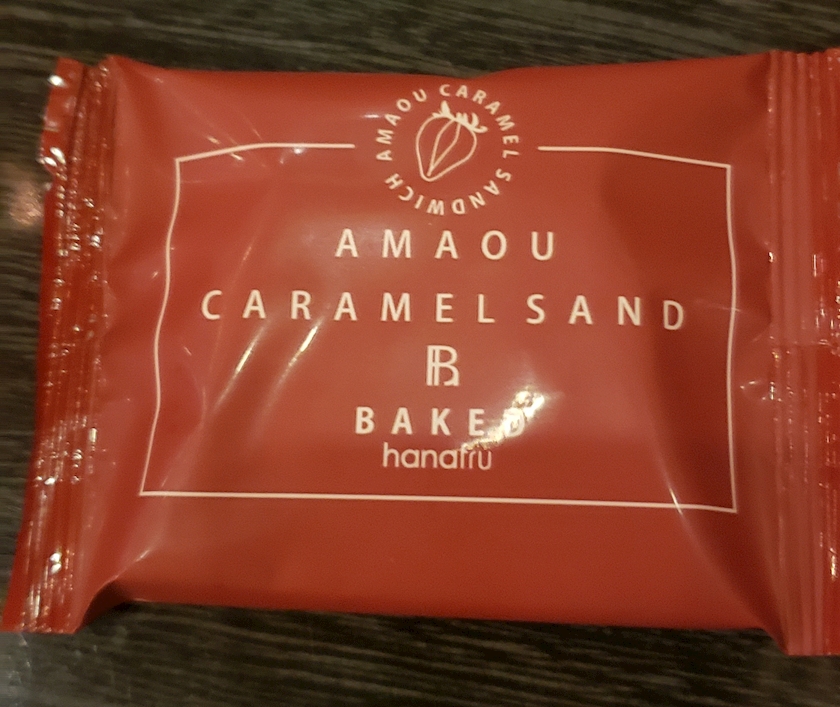 AMAOU CARAMEL SANDWICH
AMAOU
CARAMEL SAND
B
BAKED
hanafru